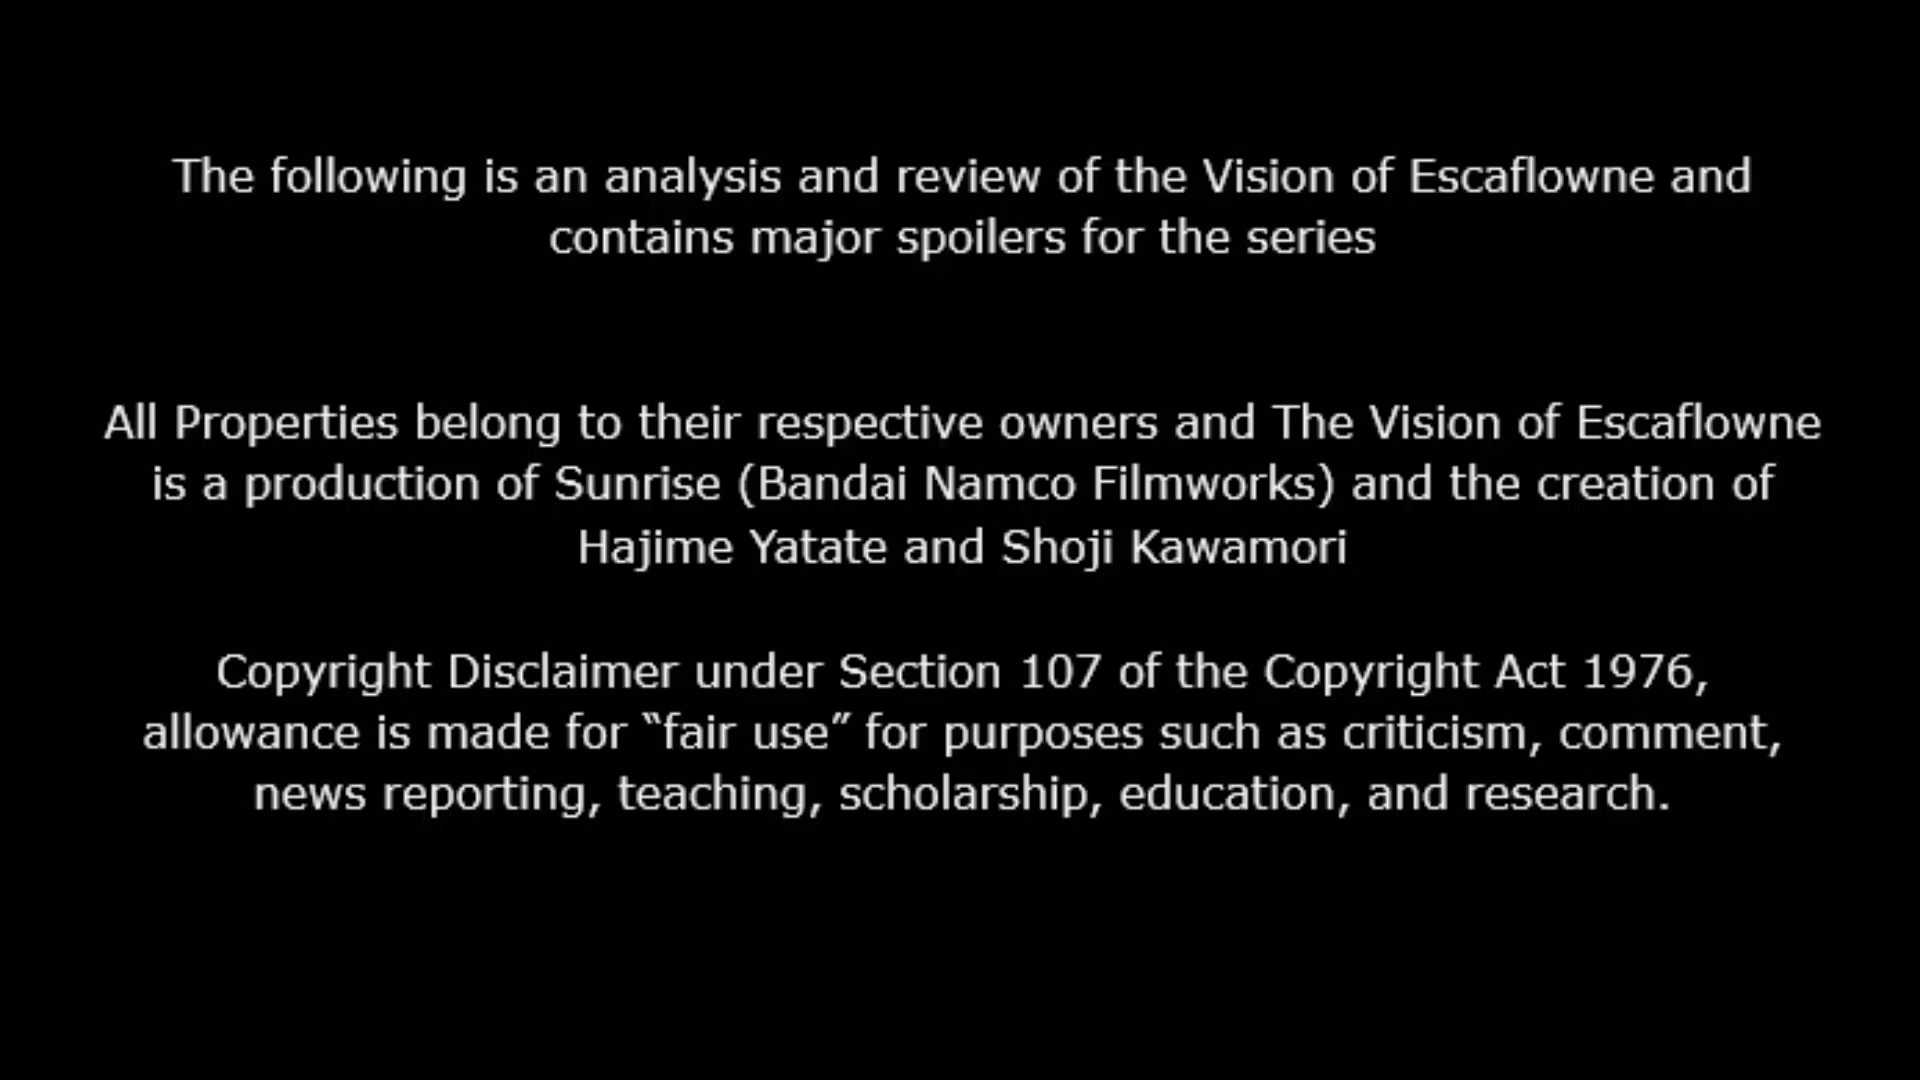 The following is an analysis and review of the Vision of Escaflowne and
contains major spoilers for the series
All Properties belong to their respective owners and The Vision of Escaflowne
is a production of Sunrise (Bandai Namco Filmworks) and the creation of
Hajime Yatate and Shoji Kawamori
Copyright Disclaimer under Section 107 of the Copyright Act 1976,
allowance is made for “fair use” for purposes such as criticism, comment,
news reporting, teaching, scholarship, education, and research.